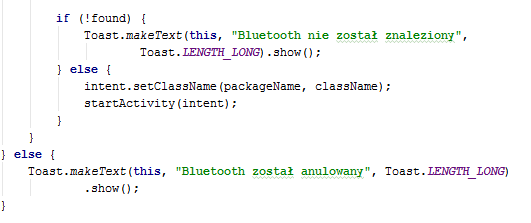 if (!found) {
Toast.makeText(this, "Bluetooth nie został znaleziony",
Toast.LENGTH_LONG).show();
} else {
intent.setClassName(packageName, className);
startActivity(intent);
}
}
} else {
Toast.makeText(this, "Bluetooth został anulowany", Toast.LENGTH_LONG)
.show();
}